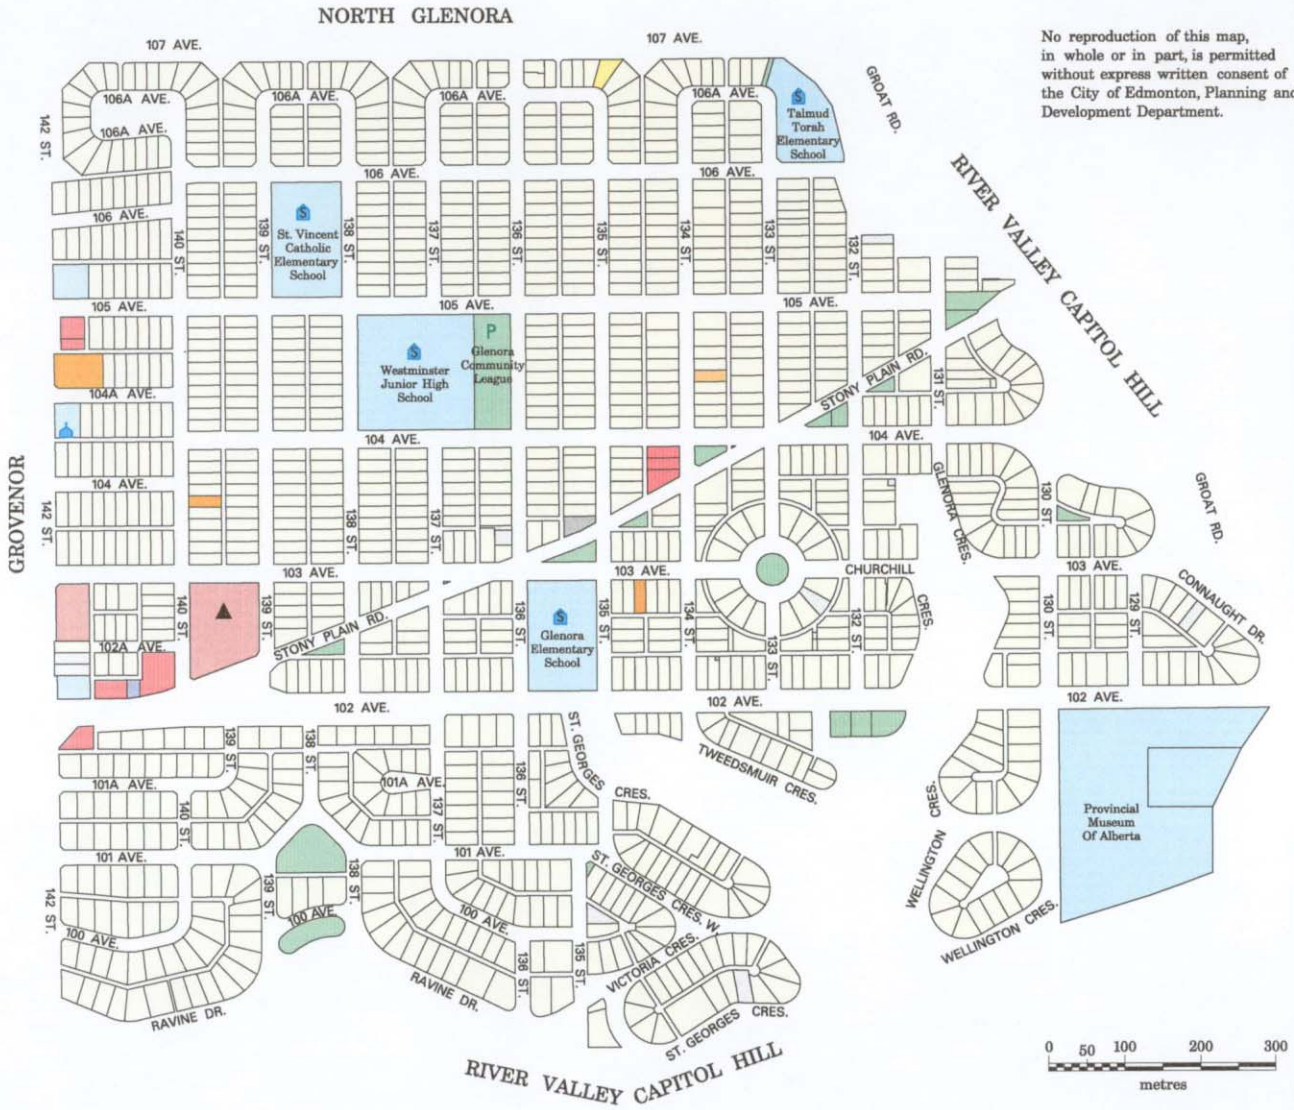 NORTH GLENORA
No reproduction of this map,
in whole or in part, is permitted
without express written consent of
the City of Edmonton, Planning and
Development Department.
107 AVE.
107 AVE.
GROAT RD.
106A AVE.
106A AVE.
106A AVE.
106A AVE.
106A AVE.
142 ST.
S
Talmud
Torah
Elementary
School
RIVER VALLEY CAPITOL HILL
106 AVE.
106 AVE.
106 AVE.
140 ST.
139 ST.
S
St. Vincent
Catholic
Elementary
School
138 ST.
137 ST.
136 ST.
135 ST.
134 ST.
133 ST.
132 ST.
105 AVE.
105 AVE.
105 AVE.
S
Westminster
Junior High
School
P
Glenora
Community
League
STONY PLAIN RD.
131 ST.
104A AVE.
104 AVE.
104 AVE.
104 AVE.
GROVENOR
142 ST.
138 ST.
137 ST.
GLENORA CRES.
130 ST.
GROAT RD.
103 AVE.
103 AVE.
CHURCHILL
CRES.
103 AVE.
CONNAUGHT DR.
140 ST.
139 ST.
STONY PLAIN RD.
136 ST.
S
Glenora
Elementary
School
135 ST.
134 ST.
133 ST.
132 ST.
130 ST.
129 ST.
102A AVE.
102 AVE.
102 AVE.
139 ST.
138 ST.
ST. GEORGES
CRES.
TWEEDSMUIR CRES.
101A AVE.
101A AVE.
140 ST.
137 ST.
136 ST.
WELLINGTON
CRES.
Provincial
Museum
Of Alberta
101 AVE.
101 AVE.
ST. GEORGES CRES. W.
142 ST.
139 ST.
138 ST.
100 AVE.
100 AVE.
100 AVE.
WELLINGTON CRES.
136 ST.
135 ST.
VICTORIA CRES.
RAVINE DR.
RAVINE DR.
ST. GEORGES CRES.
RIVER VALLEY CAPITOL HILL
0 50 100 200 300
metres